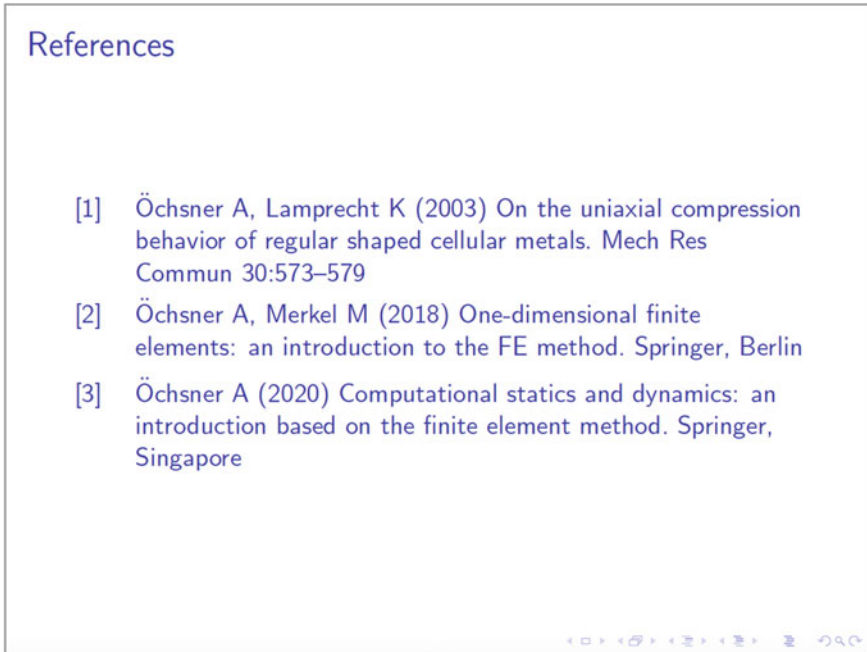 References
[1] Öchsner A, Lamprecht K (2003) On the uniaxial compression
behavior of regular shaped cellular metals. Mech Res
Commun 30:573–579
[2] Öchsner A, Merkel M (2018) One-dimensional finite
elements: an introduction to the FE method. Springer, Berlin
[3] Öchsner A (2020) Computational statics and dynamics: an
introduction based on the finite element method. Springer,
Singapore